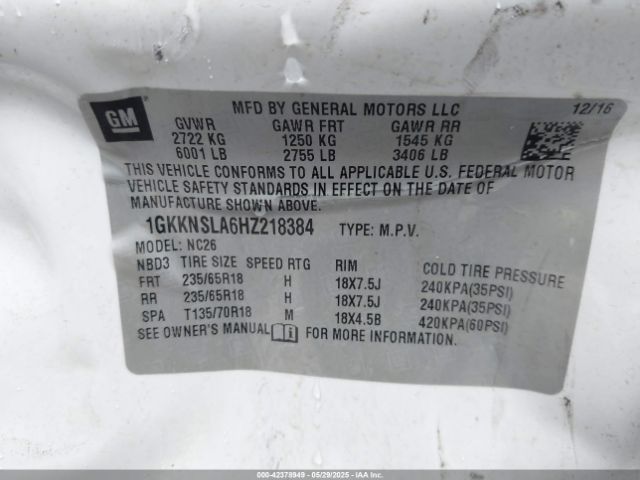 GM
MFD BY GENERAL MOTORS LLC 12/16
GVWR GAWR FRT GAWR RR
2722 KG 1250 KG 1545 KG
6001 LB 2755 LB 3406 LB
THIS VEHICLE CONFORMS TO ALL APPLICABLE U.S. FEDERAL MOTOR
VEHICLE SAFETY STANDARDS IN EFFECT ON THE DATE OF
MANUFACTURE SHOWN ABOVE.
1GKKNSLA6HZ218384 TYPE: M.P.V.
MODEL: NC26
NBD3 TIRE SIZE SPEED RTG RIM COLD TIRE PRESSURE
FRT 235/65R18 H 18X7.5J 240KPA(35PSI)
RR 235/65R18 H 18X7.5J 240KPA(35PSI)
SPA T135/70R18 M 18X4.5B 420KPA(60PSI)
SEE OWNER'S MANUAL FOR MORE INFORMATION.
000-42378949 - 05/29/2025 - IAAI.COM